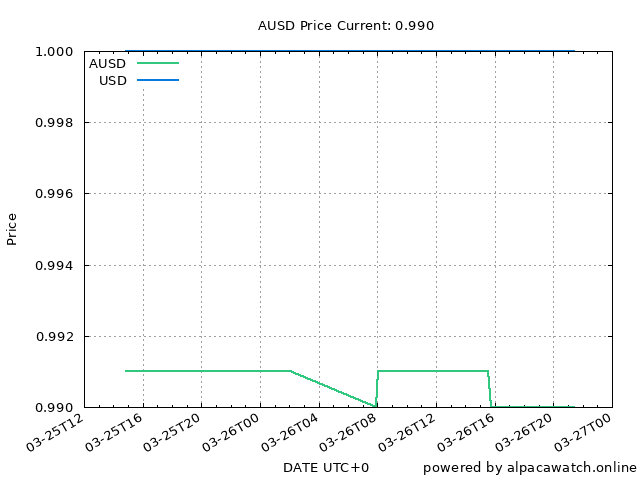 AUSD Price Current: 0.990
1.000
AUSD
USD
0.998
0.996
Price
0.994
0.992
0.990
03-25T12 03-25T16 03-25T20 03-26T00 03-26T04 03-26T08 03-26T12 03-26T16 03-26T20 03-27T00
DATE UTC+0
powered by alpacawatch.online